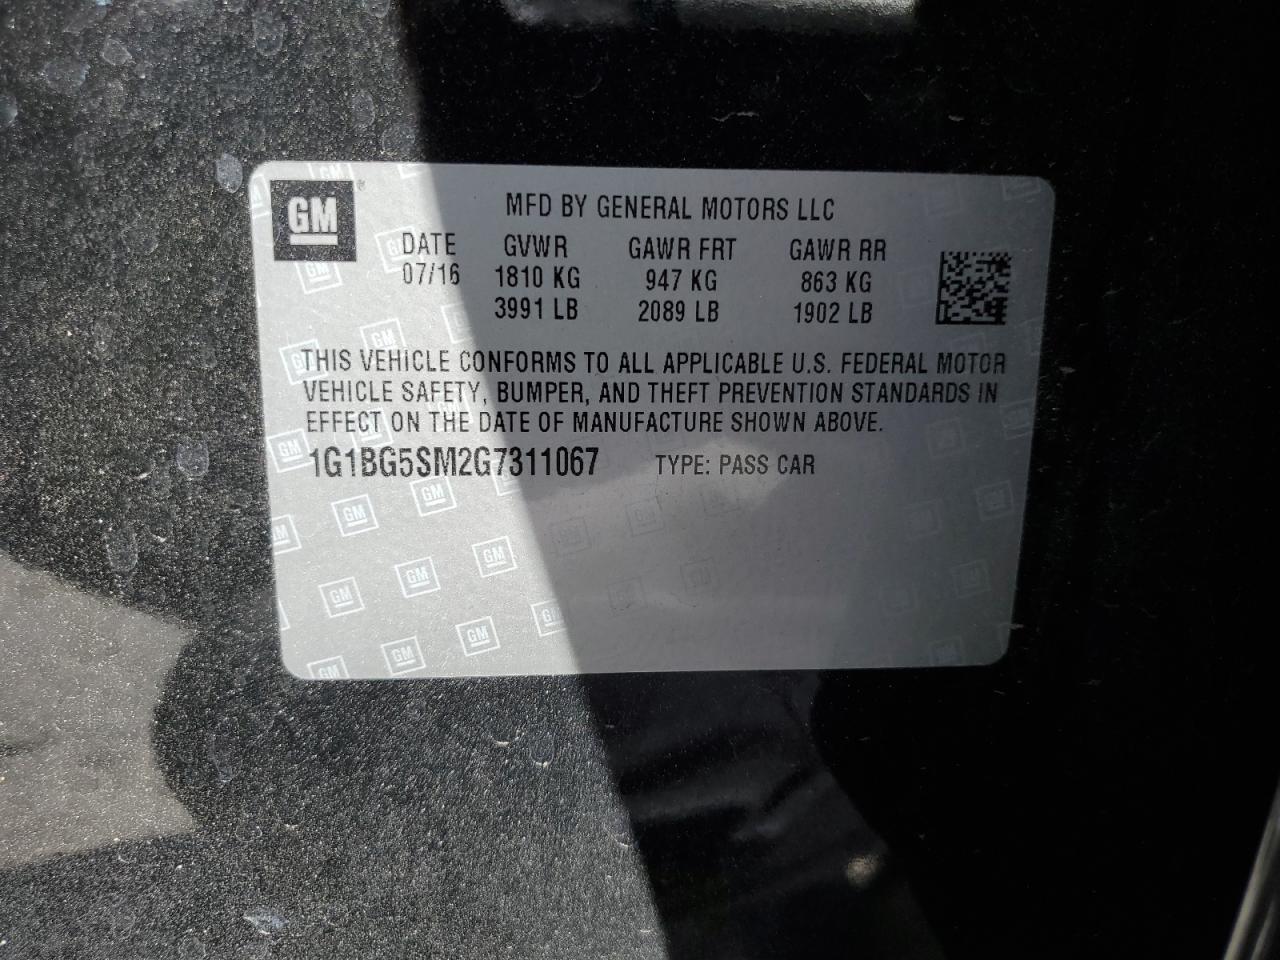 GM
MFD BY GENERAL MOTORS LLC
DATE GVWR GAWR FRT GAWR RR
07/16 1810 KG 947 KG 863 KG
3991 LB 2089 LB 1902 LB
THIS VEHICLE CONFORMS TO ALL APPLICABLE U.S. FEDERAL MOTOR
VEHICLE SAFETY, BUMPER, AND THEFT PREVENTION STANDARDS IN
EFFECT ON THE DATE OF MANUFACTURE SHOWN ABOVE.
1G1BG5SM2G7311067 TYPE: PASS CAR